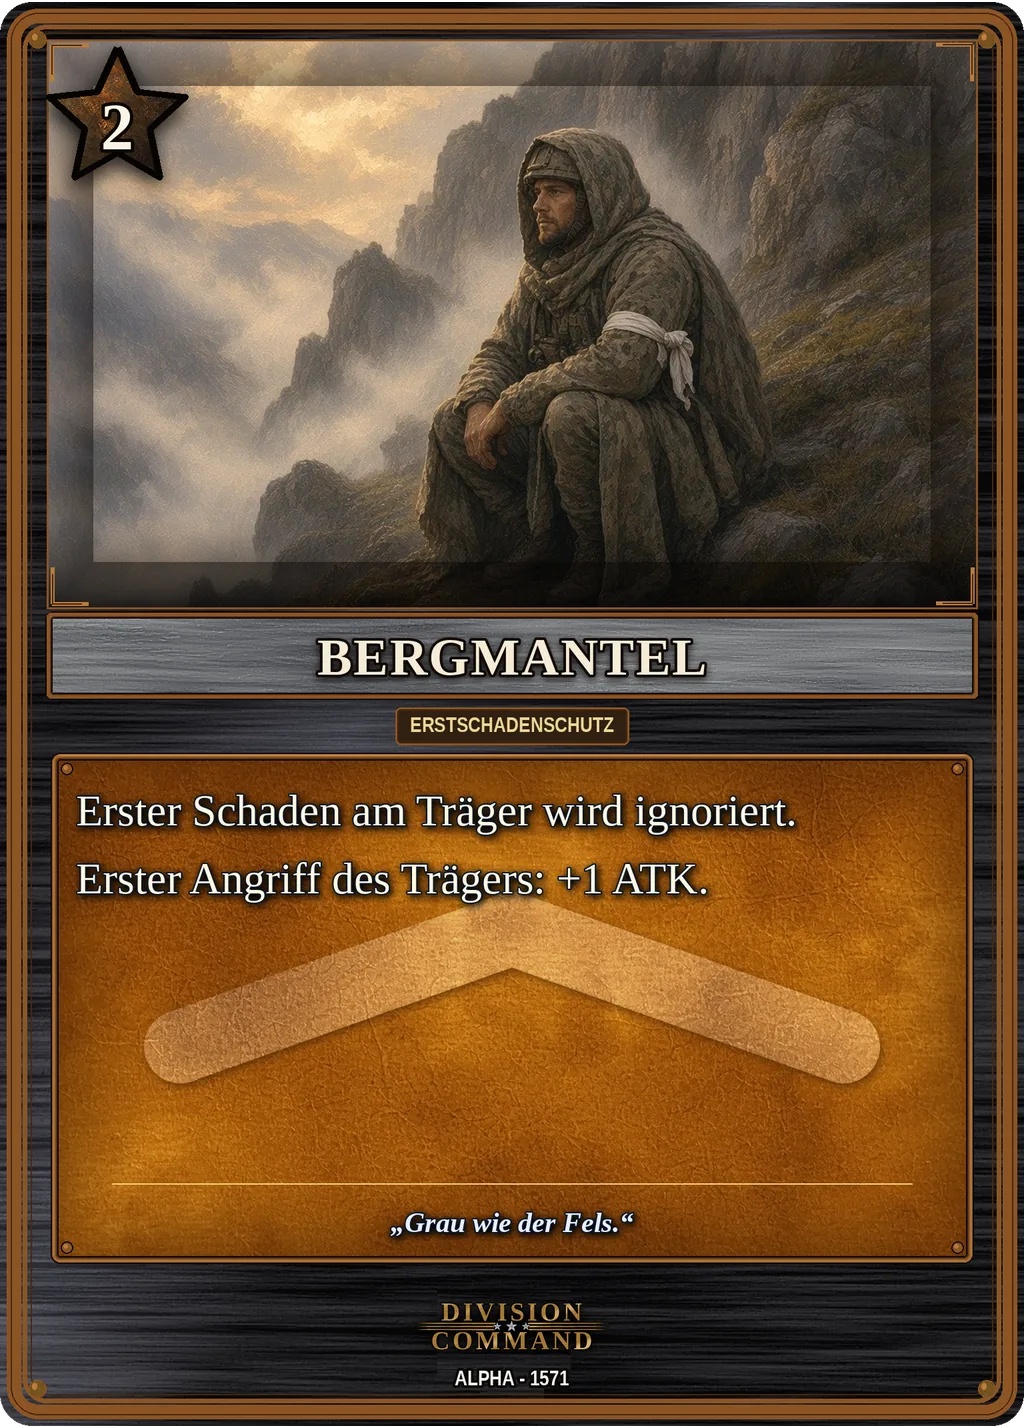 2
BERGMANTEL
ERSTSCHADENSCHUTZ
Erster Schaden am Träger wird ignoriert.
Erster Angriff des Trägers: +1 ATK.
„Grau wie der Fels.“
DIVISION
COMMAND
ALPHA - 1571